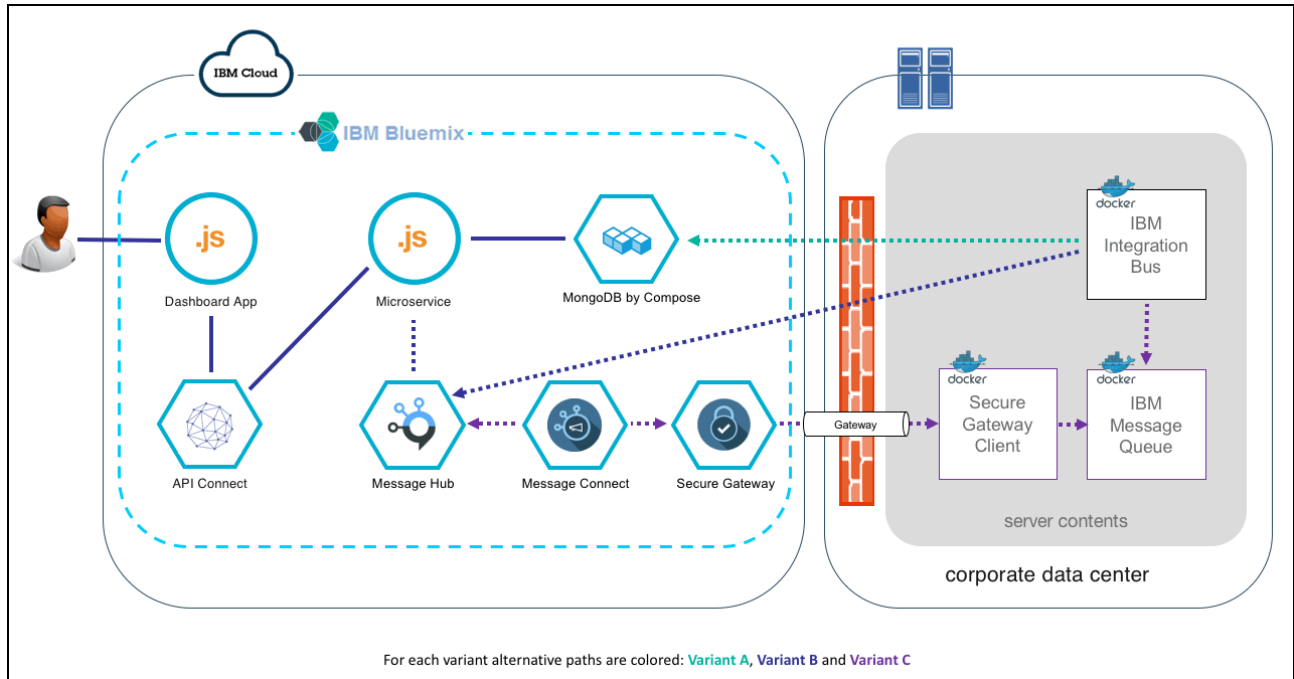 IBM Cloud
IBM Bluemix
.js
Dashboard App
.js
Microservice
MongoDB by Compose
API Connect
Message Hub
Message Connect
Secure Gateway
Gateway
docker
IBM
Integration
Bus
docker
Secure
Gateway
Client
docker
IBM
Message
Queue
server contents
corporate data center
For each variant alternative paths are colored: Variant A, Variant B and Variant C